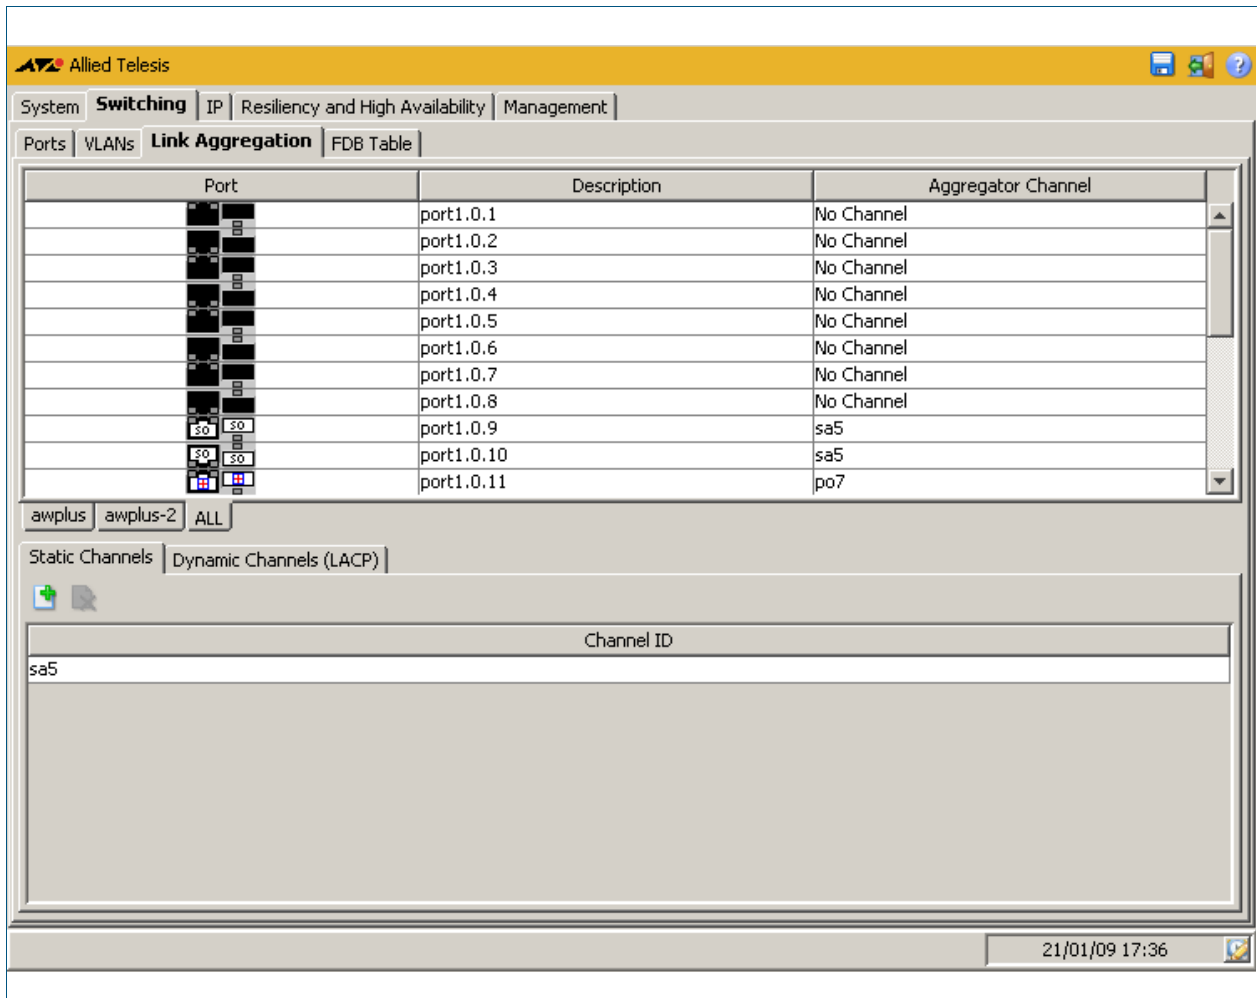 Allied Telesis
System Switching IP Resiliency and High Availability Management
Ports VLANs Link Aggregation FDB Table
Port Description Aggregator Channel
port1.0.1 No Channel
port1.0.2 No Channel
port1.0.3 No Channel
port1.0.4 No Channel
port1.0.5 No Channel
port1.0.6 No Channel
port1.0.7 No Channel
port1.0.8 No Channel
port1.0.9 sa5
port1.0.10 sa5
port1.0.11 po7
awplus awplus-2 ALL
Static Channels Dynamic Channels (LACP)
Channel ID
sa5
21/01/09 17:36